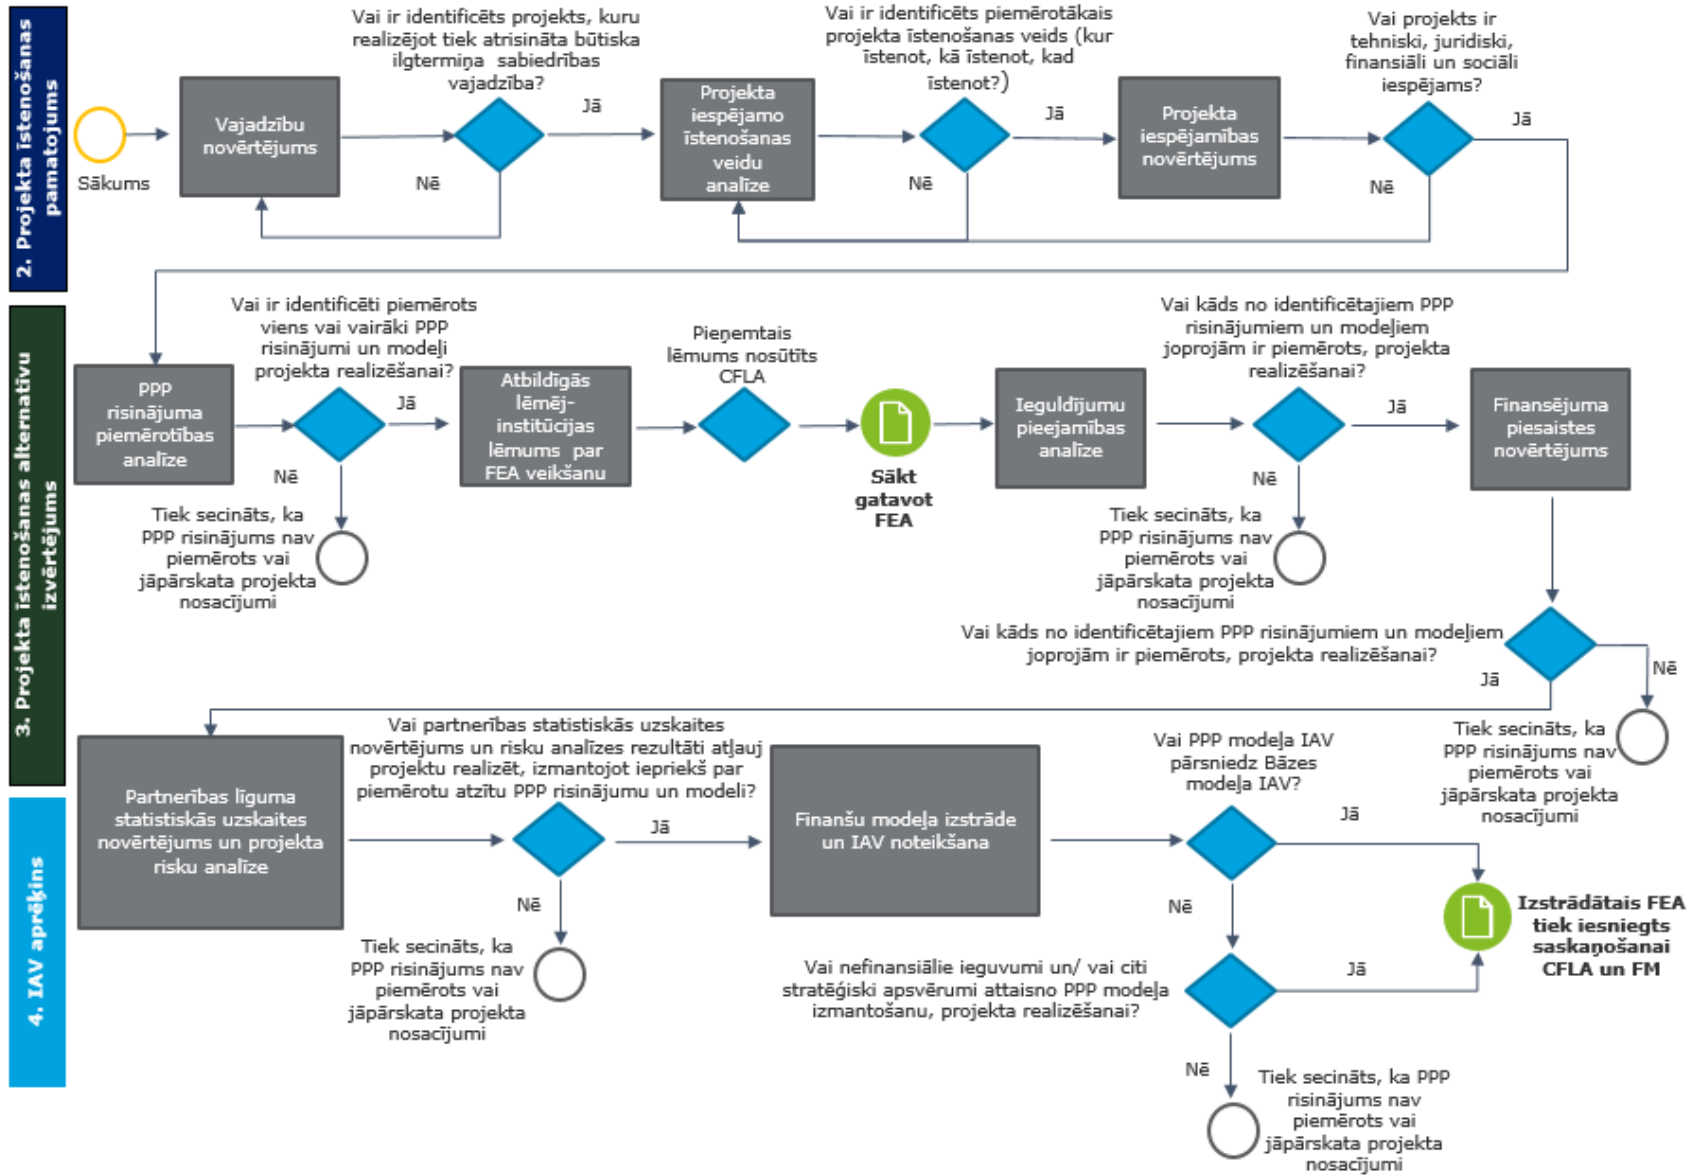 2. Projekta īstenošanas
pamatojums
Sākums
Vajadzību
novērtējums
Vai ir identificēts projekts, kuru
realizējot tiek atrisināta būtiska
ilgtermiņa sabiedrības
vajadzība?
Jā
Nē
Projekta
iespējamo
īstenošanas
veidu
analīze
Vai ir identificēts piemērotākais
projekta īstenošanas veids (kur
īstenot, kā īstenot, kad
īstenot?)
Jā
Nē
Projekta
iespējamības
novērtējums
Vai projekts ir
tehniski, juridiski,
finansiāli un sociāli
iespējams?
Jā
Nē
3. Projekta īstenošanas alternatīvu
izvērtējums
PPP
risinājuma
piemērotības
analīze
Vai ir identificēti piemērots
viens vai vairāki PPP
risinājumi un modeļi
projekta realizēšanai?
Jā
Nē
Tiek secināts, ka
PPP risinājums nav
piemērots vai
jāpārskata projekta
nosacījumi
Atbildīgās
lēmēj-
institūcijas
lēmums par
FEA veikšanu
Pieņemtais
lēmums nosūtīts
CFLA
Sākt
gatavot
FEA
Ieguldījumu
pieejamības
analīze
Vai kāds no identificētajiem PPP
risinājumiem un modeļiem
joprojām ir piemērots, projekta
realizēšanai?
Jā
Nē
Tiek secināts, ka
PPP risinājums nav
piemērots vai
jāpārskata projekta
nosacījumi
Finansējuma
piesaistes
novērtējums
Vai kāds no identificētajiem PPP risinājumiem un modeļiem
joprojām ir piemērots, projekta realizēšanai?
Jā
Nē
Tiek secināts, ka
PPP risinājums nav
piemērots vai
jāpārskata projekta
nosacījumi
4. IAV aprēķins
Partnerības līguma
statistiskās uzskaites
novērtējums un projekta
risku analīze
Vai partnerības statistiskās uzskaites
novērtējums un risku analīzes rezultāti atļauj
projektu realizēt, izmantojot iepriekš par
piemērotu atzītu PPP risinājumu un modeli?
Jā
Nē
Tiek secināts, ka
PPP risinājums nav
piemērots vai
jāpārskata projekta
nosacījumi
Finanšu modeļa izstrāde
un IAV noteikšana
Vai PPP modeļa IAV
pārsniedz Bāzes
modeļa IAV?
Jā
Nē
Vai nefinansiālie ieguvumi un/ vai citi
stratēģiski apsvērumi attaisno PPP modeļa
izmantošanu, projekta realizēšanai?
Jā
Nē
Tiek secināts, ka PPP
risinājums nav
piemērots vai
jāpārskata projekta
nosacījumi
Izstrādātais FEA
tiek iesniegts
saskaņošanai
CFLA un FM